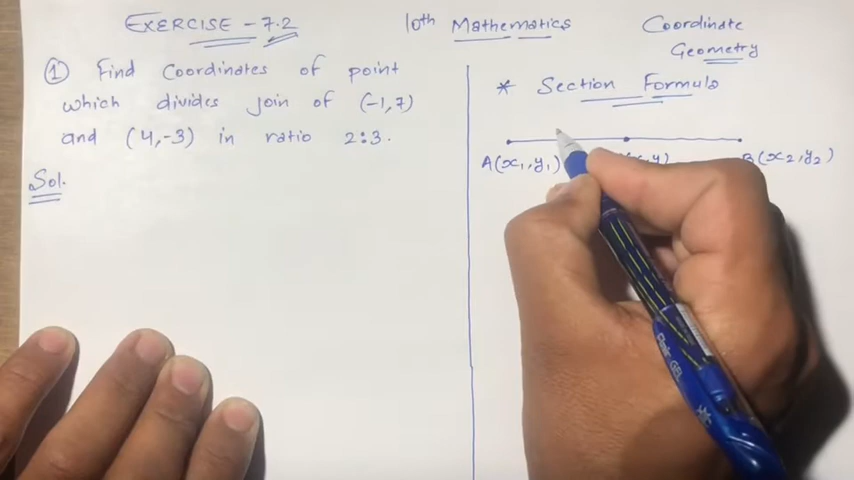 EXERCISE - 7.2
10th Mathematics
Coordinate
Geometry
① Find Coordinates of point
which divides join of (-1,7)
and (4,-3) in ratio 2:3.
Sol.
* Section Formula
A(x₁,y₁)
B(x₂,y₂)